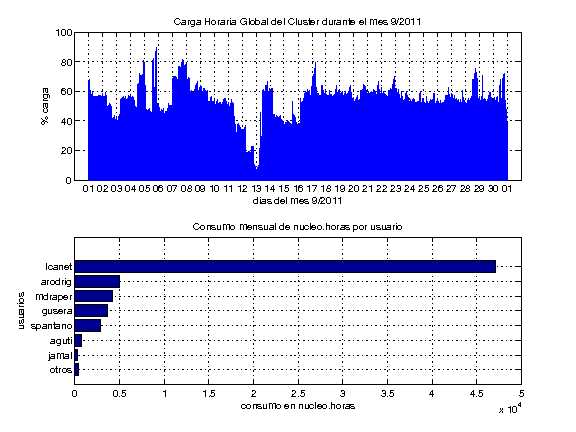 Carga Horaria Global del Cluster durante el mes 9/2011
100
80
60
40
20
0
% carga
01 02 03 04 05 06 07 08 09 10 11 12 13 14 15 16 17 18 19 20 21 22 23 24 25 26 27 28 29 30 01
dias del mes 9/2011
Consumo mensual de nucleo.horas por usuario
usuarios
loanet
arodrig
mdraper
gusera
spantano
aguti
jamal
otros
0 0.5 1 1.5 2 2.5 3 3.5 4 4.5 5
x 10^4
consumo en nucleo.horas